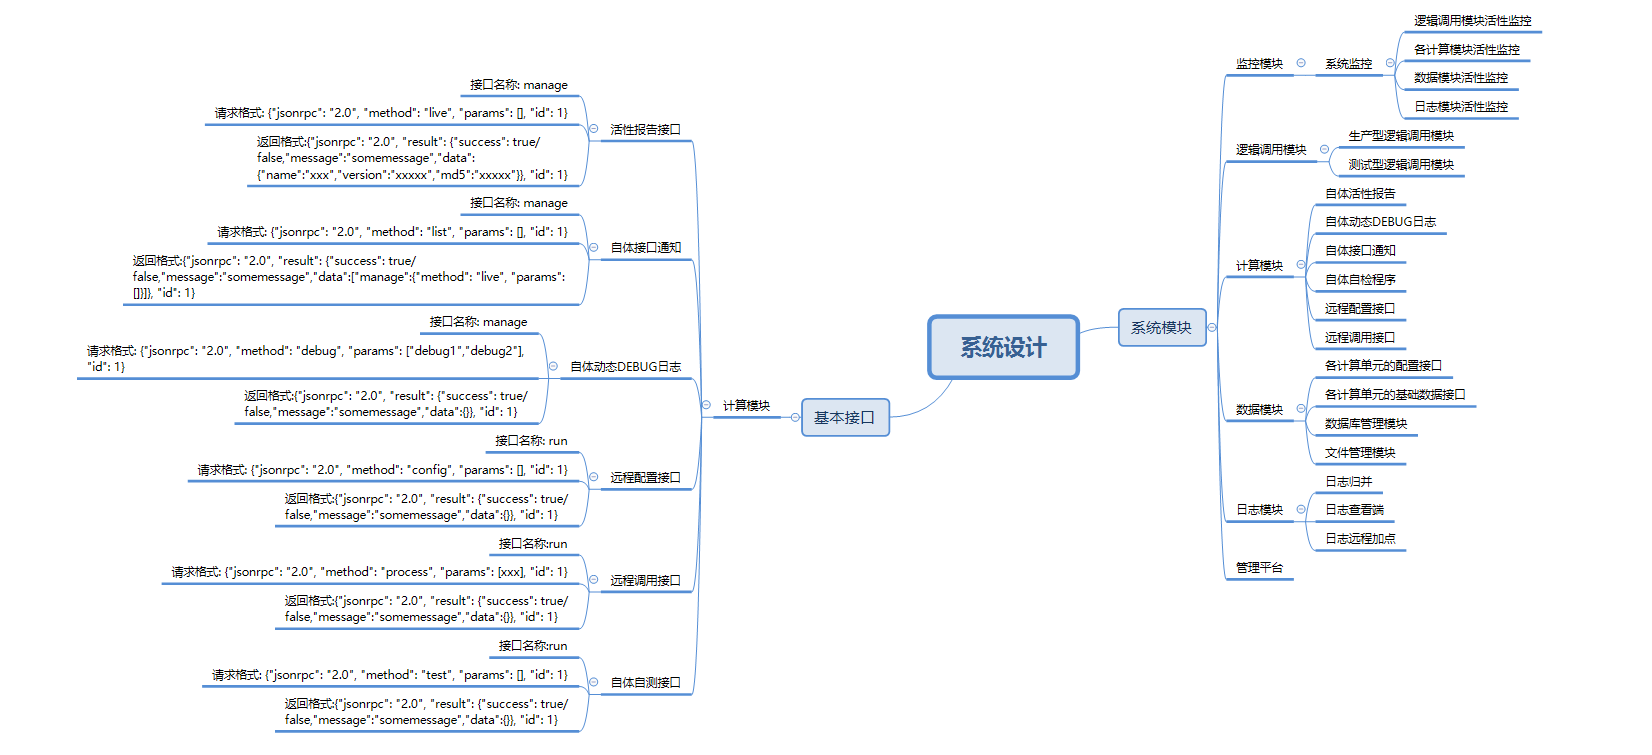 系统设计
基本接口
计算模块
活性报告接口
接口名称: manage
请求格式: {"jsonrpc": "2.0", "method": "live", "params": [], "id": 1}
返回格式:{"jsonrpc": "2.0", "result": {"success": true/
false,"message":"somemessage","data":
{"name":"xxx","version":"xxxxx","md5":"xxxxx"}}, "id": 1}
自体接口通知
接口名称: manage
请求格式: {"jsonrpc": "2.0", "method": "list", "params": [], "id": 1}
返回格式:{"jsonrpc": "2.0", "result": {"success": true/
false,"message":"somemessage","data":["manage":{"method": "live", "params":
[]}]}, "id": 1}
自体动态DEBUG日志
接口名称: manage
请求格式: {"jsonrpc": "2.0", "method": "debug", "params": ["debug1","debug2"],
"id": 1}
返回格式:{"jsonrpc": "2.0", "result": {"success": true/
false,"message":"somemessage","data":{}}, "id": 1}
远程配置接口
接口名称: run
请求格式: {"jsonrpc": "2.0", "method": "config", "params": [], "id": 1}
返回格式:{"jsonrpc": "2.0", "result": {"success": true/
false,"message":"somemessage","data":{}}, "id": 1}
远程调用接口
接口名称:run
请求格式: {"jsonrpc": "2.0", "method": "process", "params": [xxx], "id": 1}
返回格式:{"jsonrpc": "2.0", "result": {"success": true/
false,"message":"somemessage","data":{}}, "id": 1}
自体自测接口
接口名称:run
请求格式: {"jsonrpc": "2.0", "method": "test", "params": [], "id": 1}
返回格式:{"jsonrpc": "2.0", "result": {"success": true/
false,"message":"somemessage","data":{}}, "id": 1}
系统模块
监控模块
系统监控
逻辑调用模块活性监控
各计算模块活性监控
数据模块活性监控
日志模块活性监控
逻辑调用模块
生产型逻辑调用模块
测试型逻辑调用模块
计算模块
自体活性报告
自体动态DEBUG日志
自体接口通知
自体自检程序
远程配置接口
远程调用接口
数据模块
各计算单元的配置接口
各计算单元的基础数据接口
数据库管理模块
文件管理模块
日志模块
日志归并
日志查看端
日志远程加点
管理平台